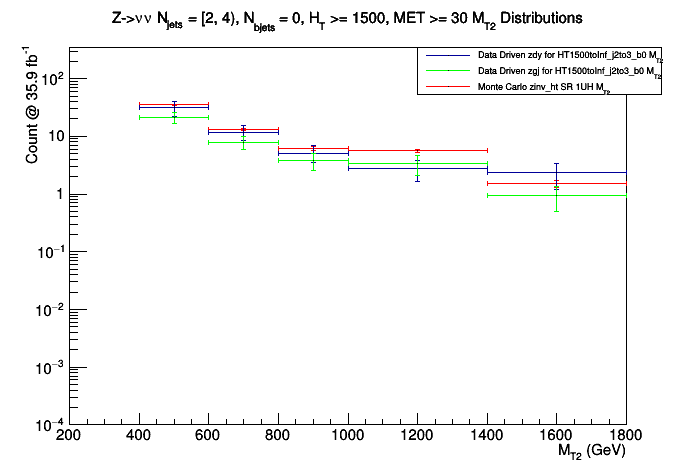 Z->νν N_jets = [2, 4), N_bjets = 0, H_T >= 1500, MET >= 30 M_T2 Distributions
Data Driven zdy for HT1500toInf_j2to3_b0 M_T2
Data Driven zgj for HT1500toInf_j2to3_b0 M_T2
Monte Carlo zinv_ht SR 1UH M_T2
Count @ 35.9 fb^-1
10^2
10
1
10^-1
10^-2
10^-3
10^-4
200 400 600 800 1000 1200 1400 1600 1800
M_T2 (GeV)